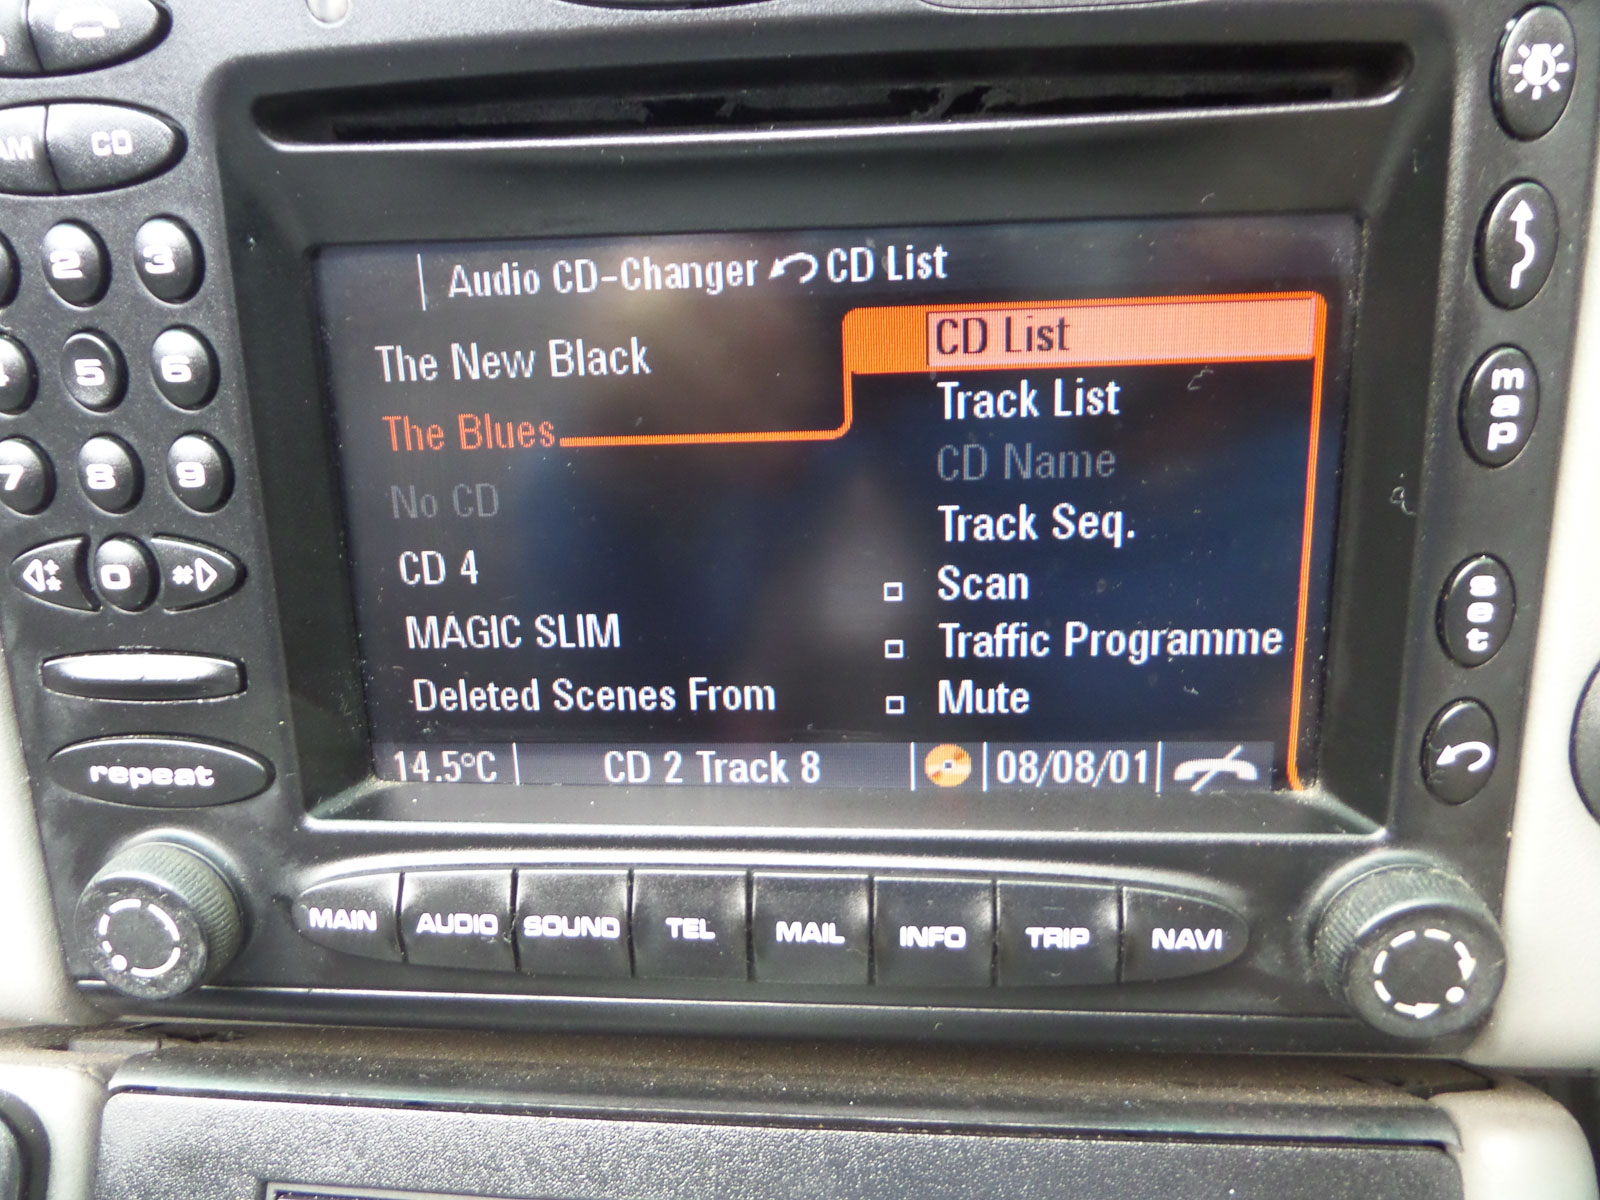 AM CD
2 3
5 6
7 8 9
* 0 #
repeat
Audio CD-Changer CD List
The New Black
The Blues
No CD
CD 4
MAGIC SLIM
Deleted Scenes From
CD List
Track List
CD Name
Track Seq.
Scan
Traffic Programme
Mute
14.5°C CD 2 Track 8 08/08/01
map
set
MAIN AUDIO SOUND TEL MAIL INFO TRIP NAVI